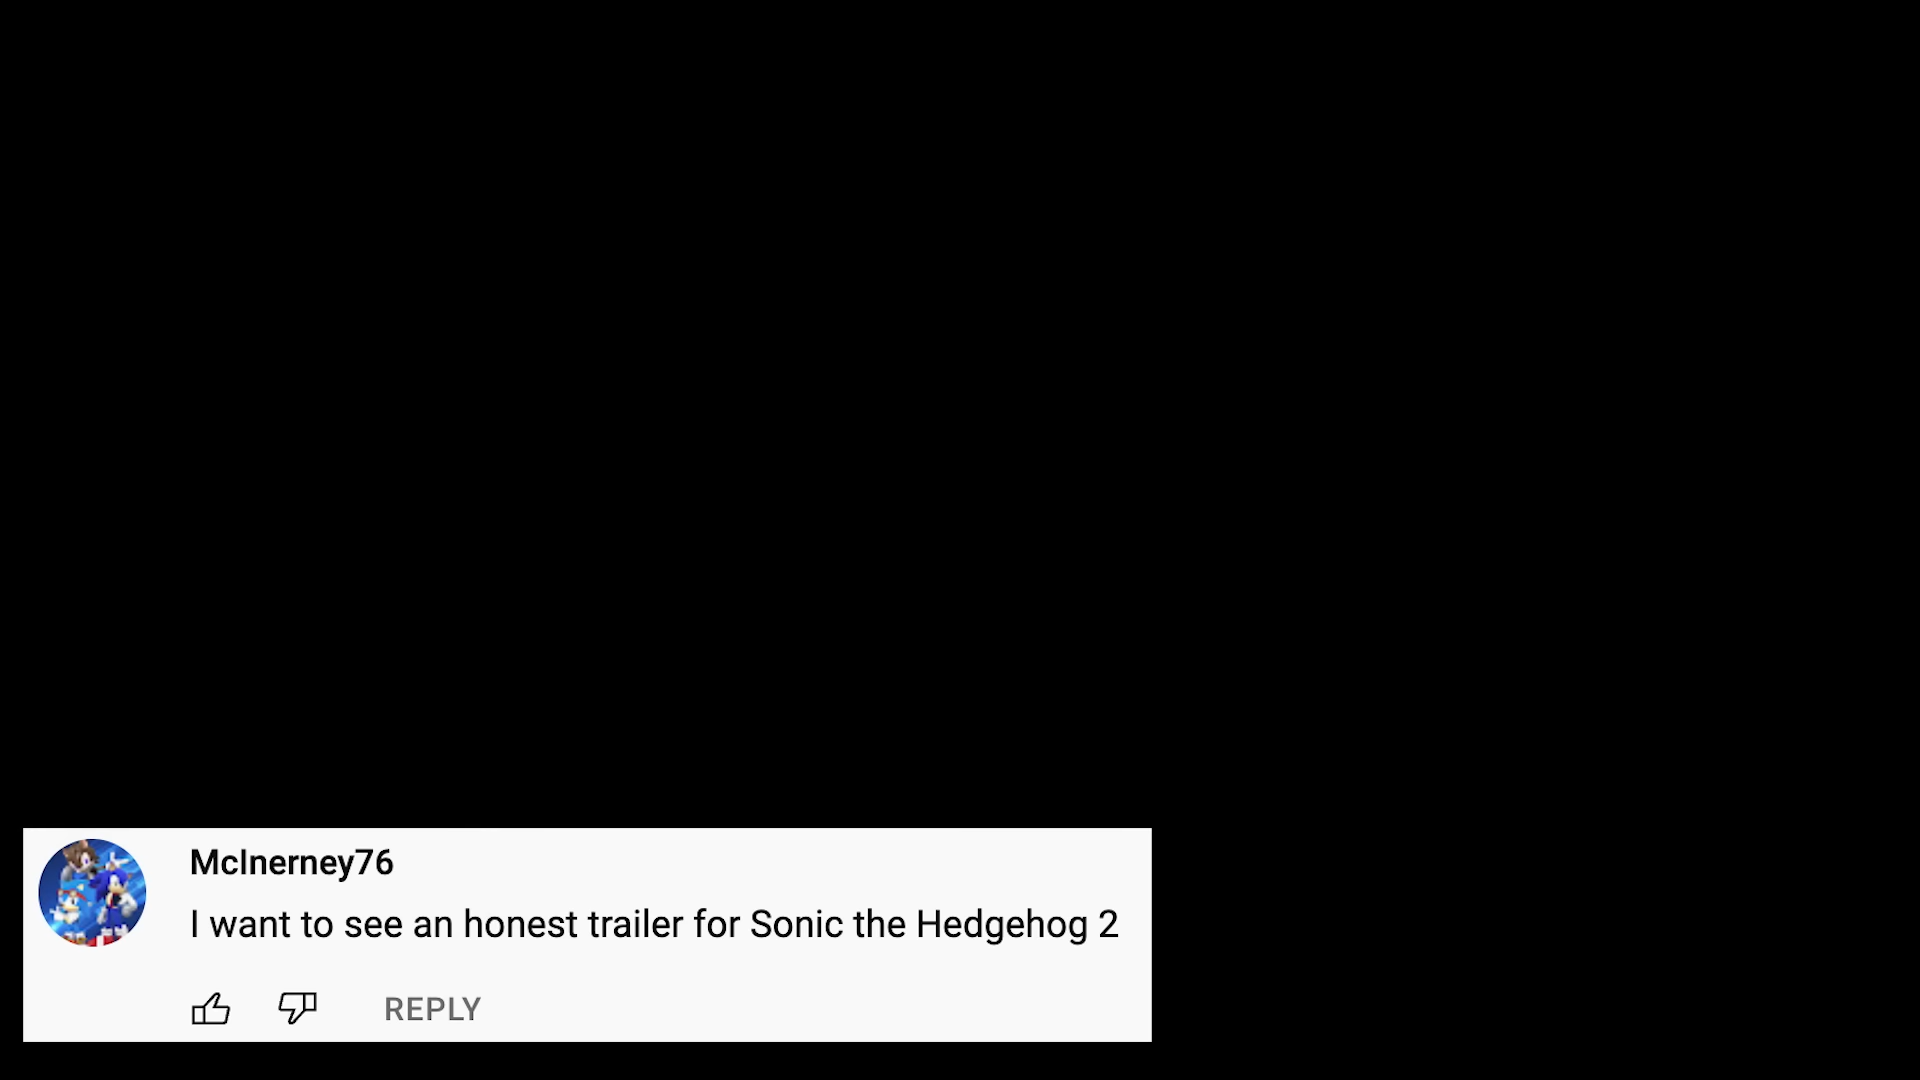 McInerney76
I want to see an honest trailer for Sonic the Hedgehog 2
REPLY